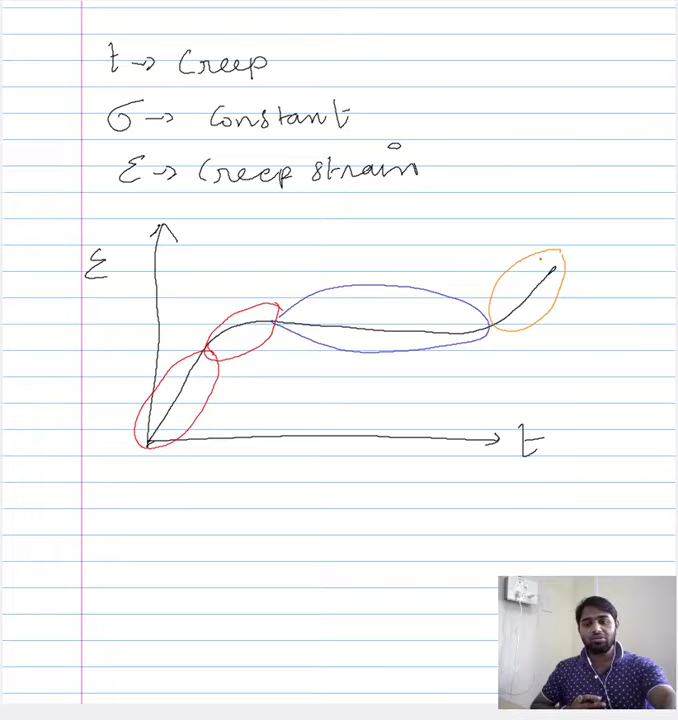 t → Creep
σ → Constant
ε → Creep strain
ε
t